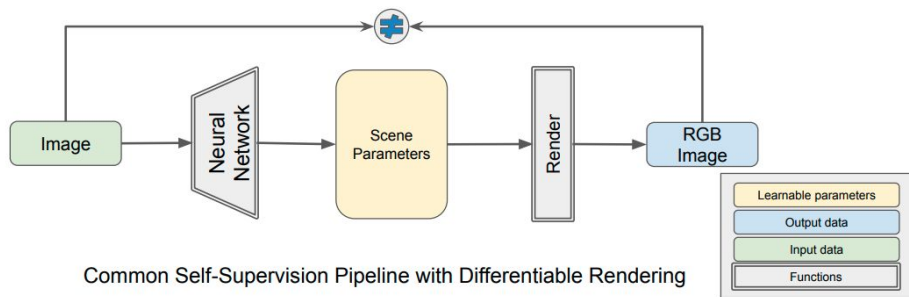 Image
Neural
Network
Scene
Parameters
Render
RGB
Image
Learnable parameters
Output data
Input data
Functions
Common Self-Supervision Pipeline with Differentiable Rendering